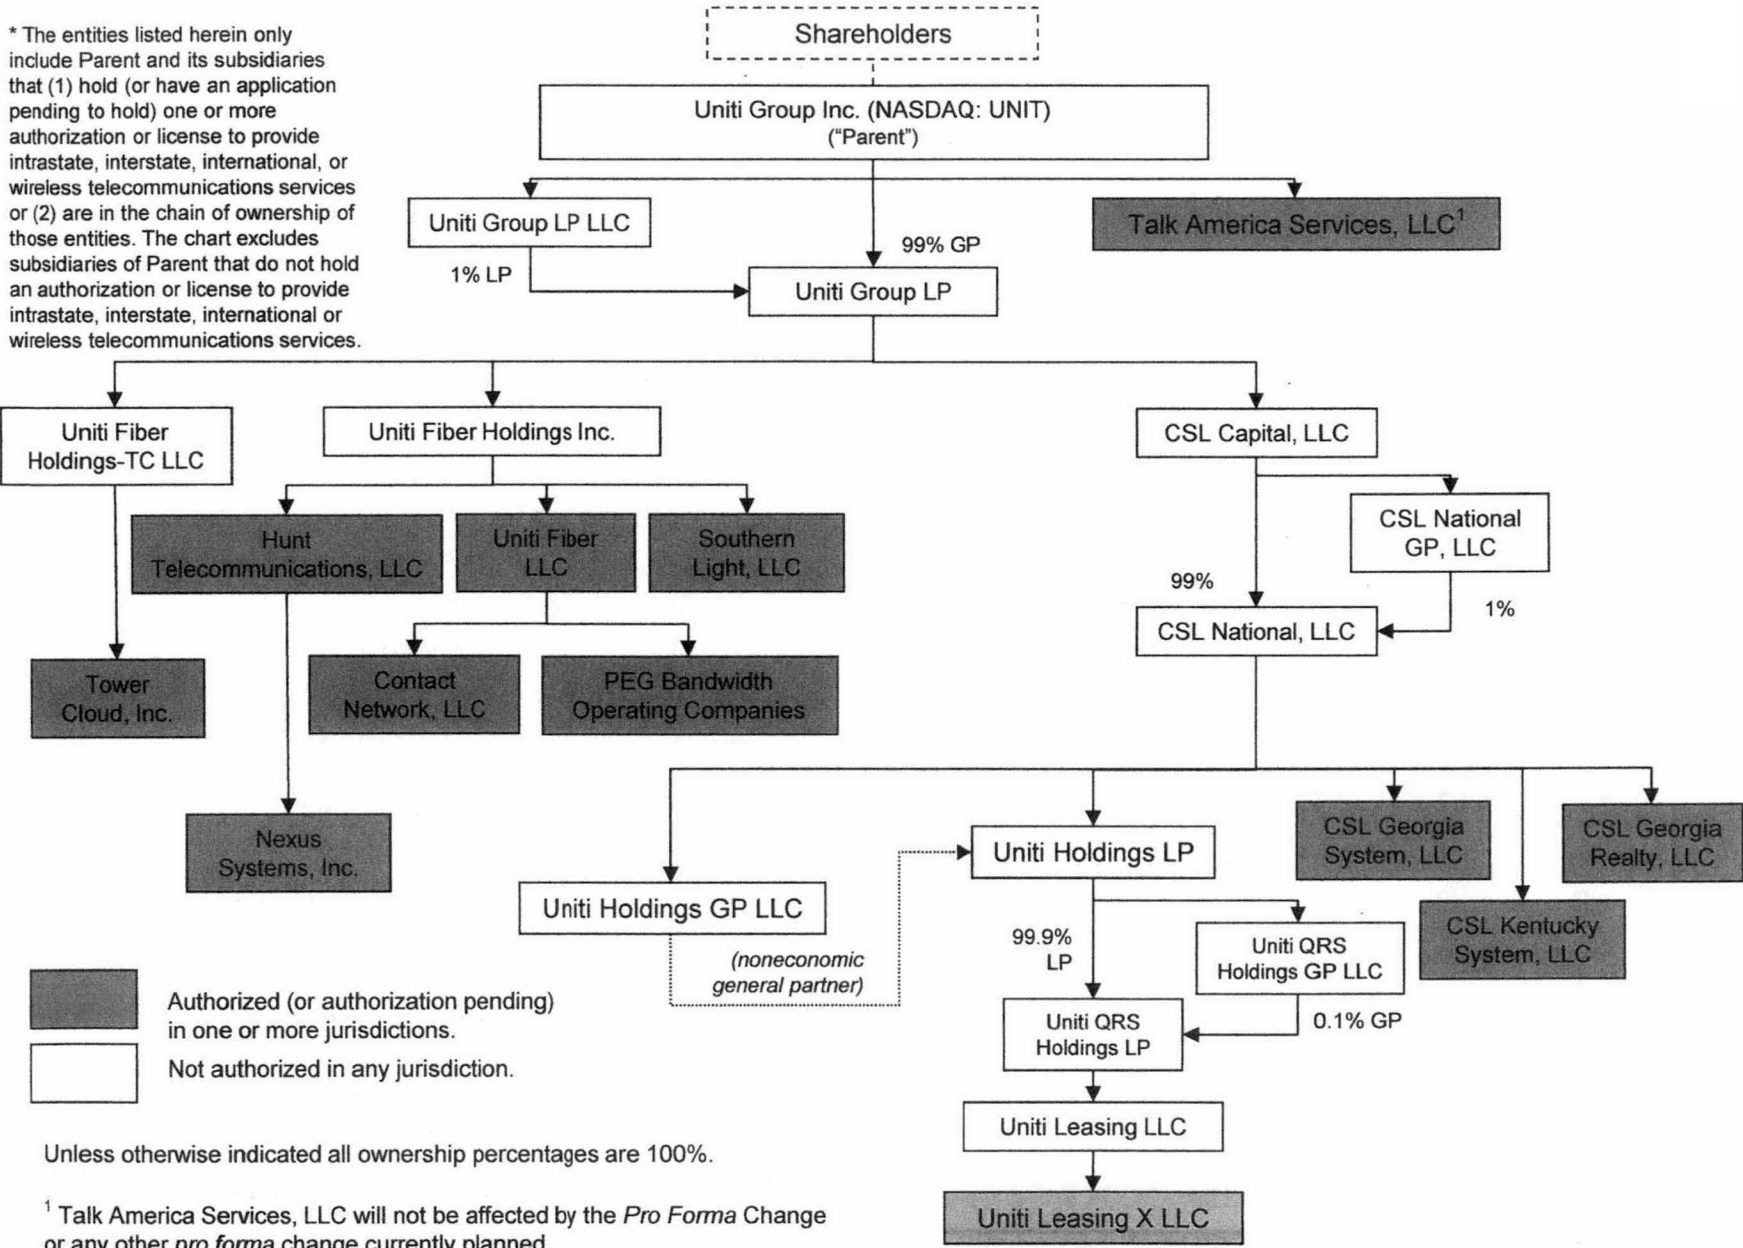 * The entities listed herein only
include Parent and its subsidiaries
that (1) hold (or have an application
pending to hold) one or more
authorization or license to provide
intrastate, interstate, international, or
wireless telecommunications services
or (2) are in the chain of ownership of
those entities. The chart excludes
subsidiaries of Parent that do not hold
an authorization or license to provide
intrastate, interstate, international or
wireless telecommunications services.
Shareholders
Uniti Group Inc. (NASDAQ: UNIT)
("Parent")
Uniti Group LP LLC
Talk America Services, LLC¹
99% GP
1% LP
Uniti Group LP
Uniti Fiber
Holdings-TC LLC
Uniti Fiber Holdings Inc.
CSL Capital, LLC
Hunt
Telecommunications, LLC
Uniti Fiber
LLC
Southern
Light, LLC
CSL National
GP, LLC
99%
1%
CSL National, LLC
Tower
Cloud, Inc.
Contact
Network, LLC
PEG Bandwidth
Operating Companies
Nexus
Systems, Inc.
Uniti Holdings GP LLC
Uniti Holdings LP
CSL Georgia
System, LLC
CSL Georgia
Realty, LLC
CSL Kentucky
System, LLC
(noneconomic
general partner)
99.9%
LP
Uniti QRS
Holdings GP LLC
0.1% GP
Uniti QRS
Holdings LP
Uniti Leasing LLC
Uniti Leasing X LLC
Authorized (or authorization pending)
in one or more jurisdictions.
Not authorized in any jurisdiction.
Unless otherwise indicated all ownership percentages are 100%.
¹ Talk America Services, LLC will not be affected by the Pro Forma Change
or any other pro forma change currently planned